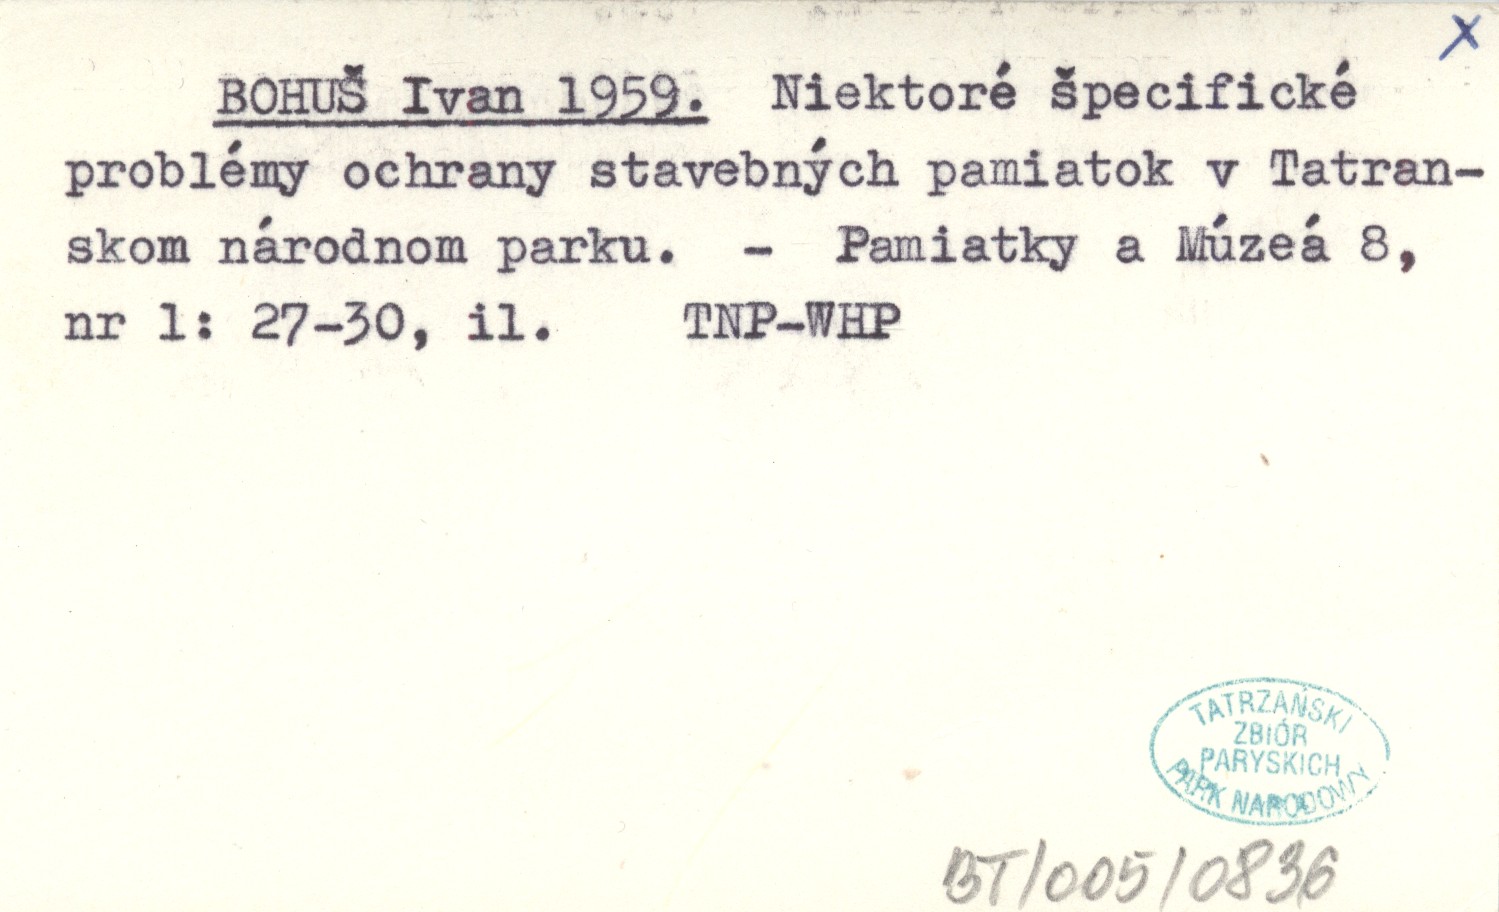 x
BOHUŠ Ivan 1959. Niektoré špecifické
problémy ochrany stavebných pamiatok v Tatran-
skom národnom parku. - Pamiatky a Múzeá 8,
nr 1: 27-30, il. TNP-WHP
TATRZAŃSKI
ZBIÓR
PARYSKICH
PARK NARODOWY
BT/005/0836